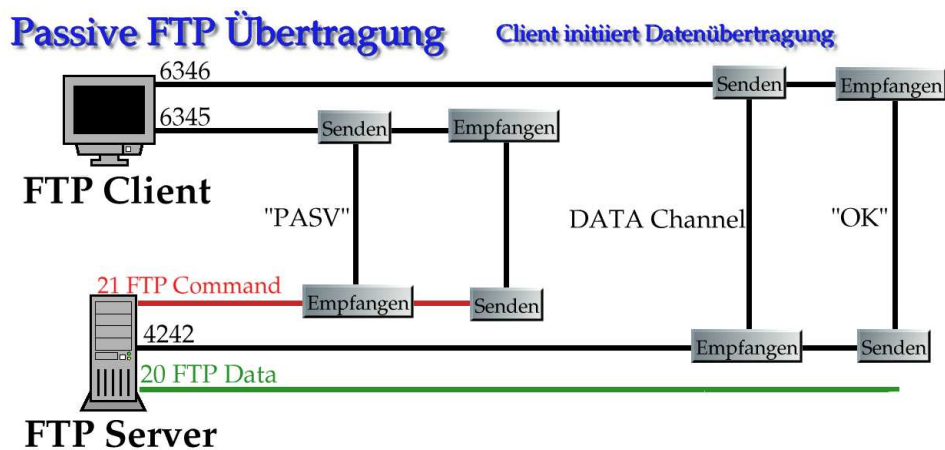 Passive FTP Übertragung
Client initiiert Datenübertragung
6346
Senden
Empfangen
6345
Senden
Empfangen
FTP Client
"PASV"
DATA Channel
"OK"
21 FTP Command
Empfangen
Senden
4242
Empfangen
Senden
20 FTP Data
FTP Server